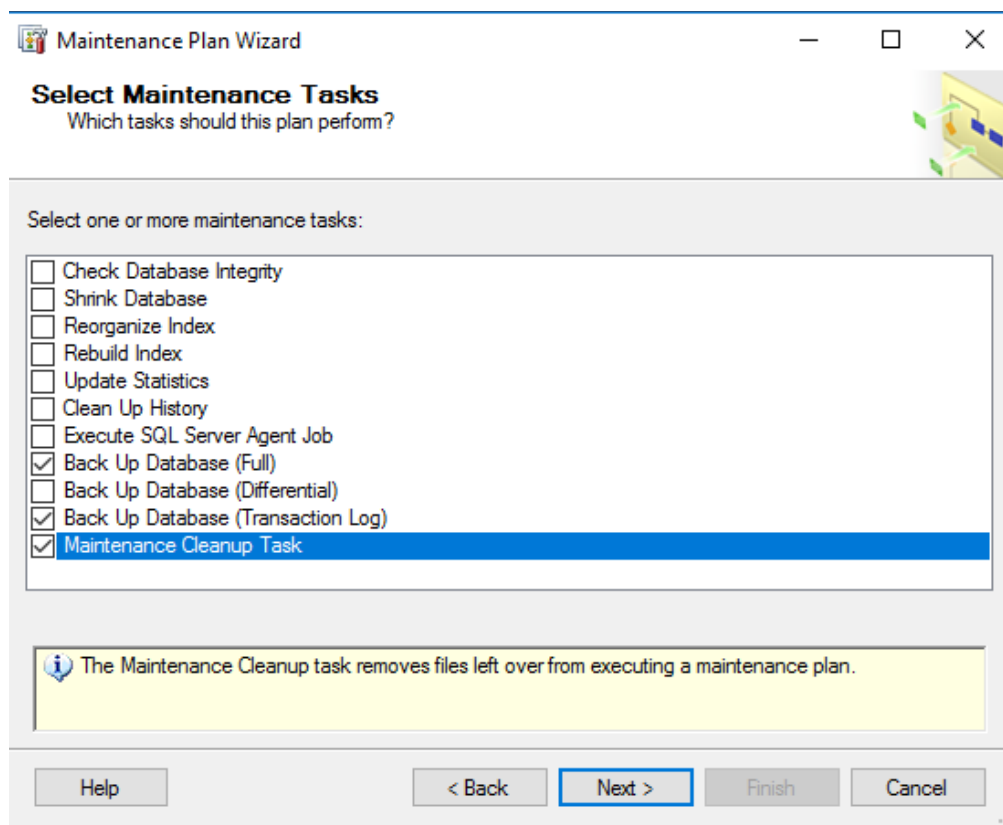 Maintenance Plan Wizard
Select Maintenance Tasks
Which tasks should this plan perform?
Select one or more maintenance tasks:
Check Database Integrity
Shrink Database
Reorganize Index
Rebuild Index
Update Statistics
Clean Up History
Execute SQL Server Agent Job
Back Up Database (Full)
Back Up Database (Differential)
Back Up Database (Transaction Log)
Maintenance Cleanup Task
The Maintenance Cleanup task removes files left over from executing a maintenance plan.
Help
< Back
Next >
Finish
Cancel